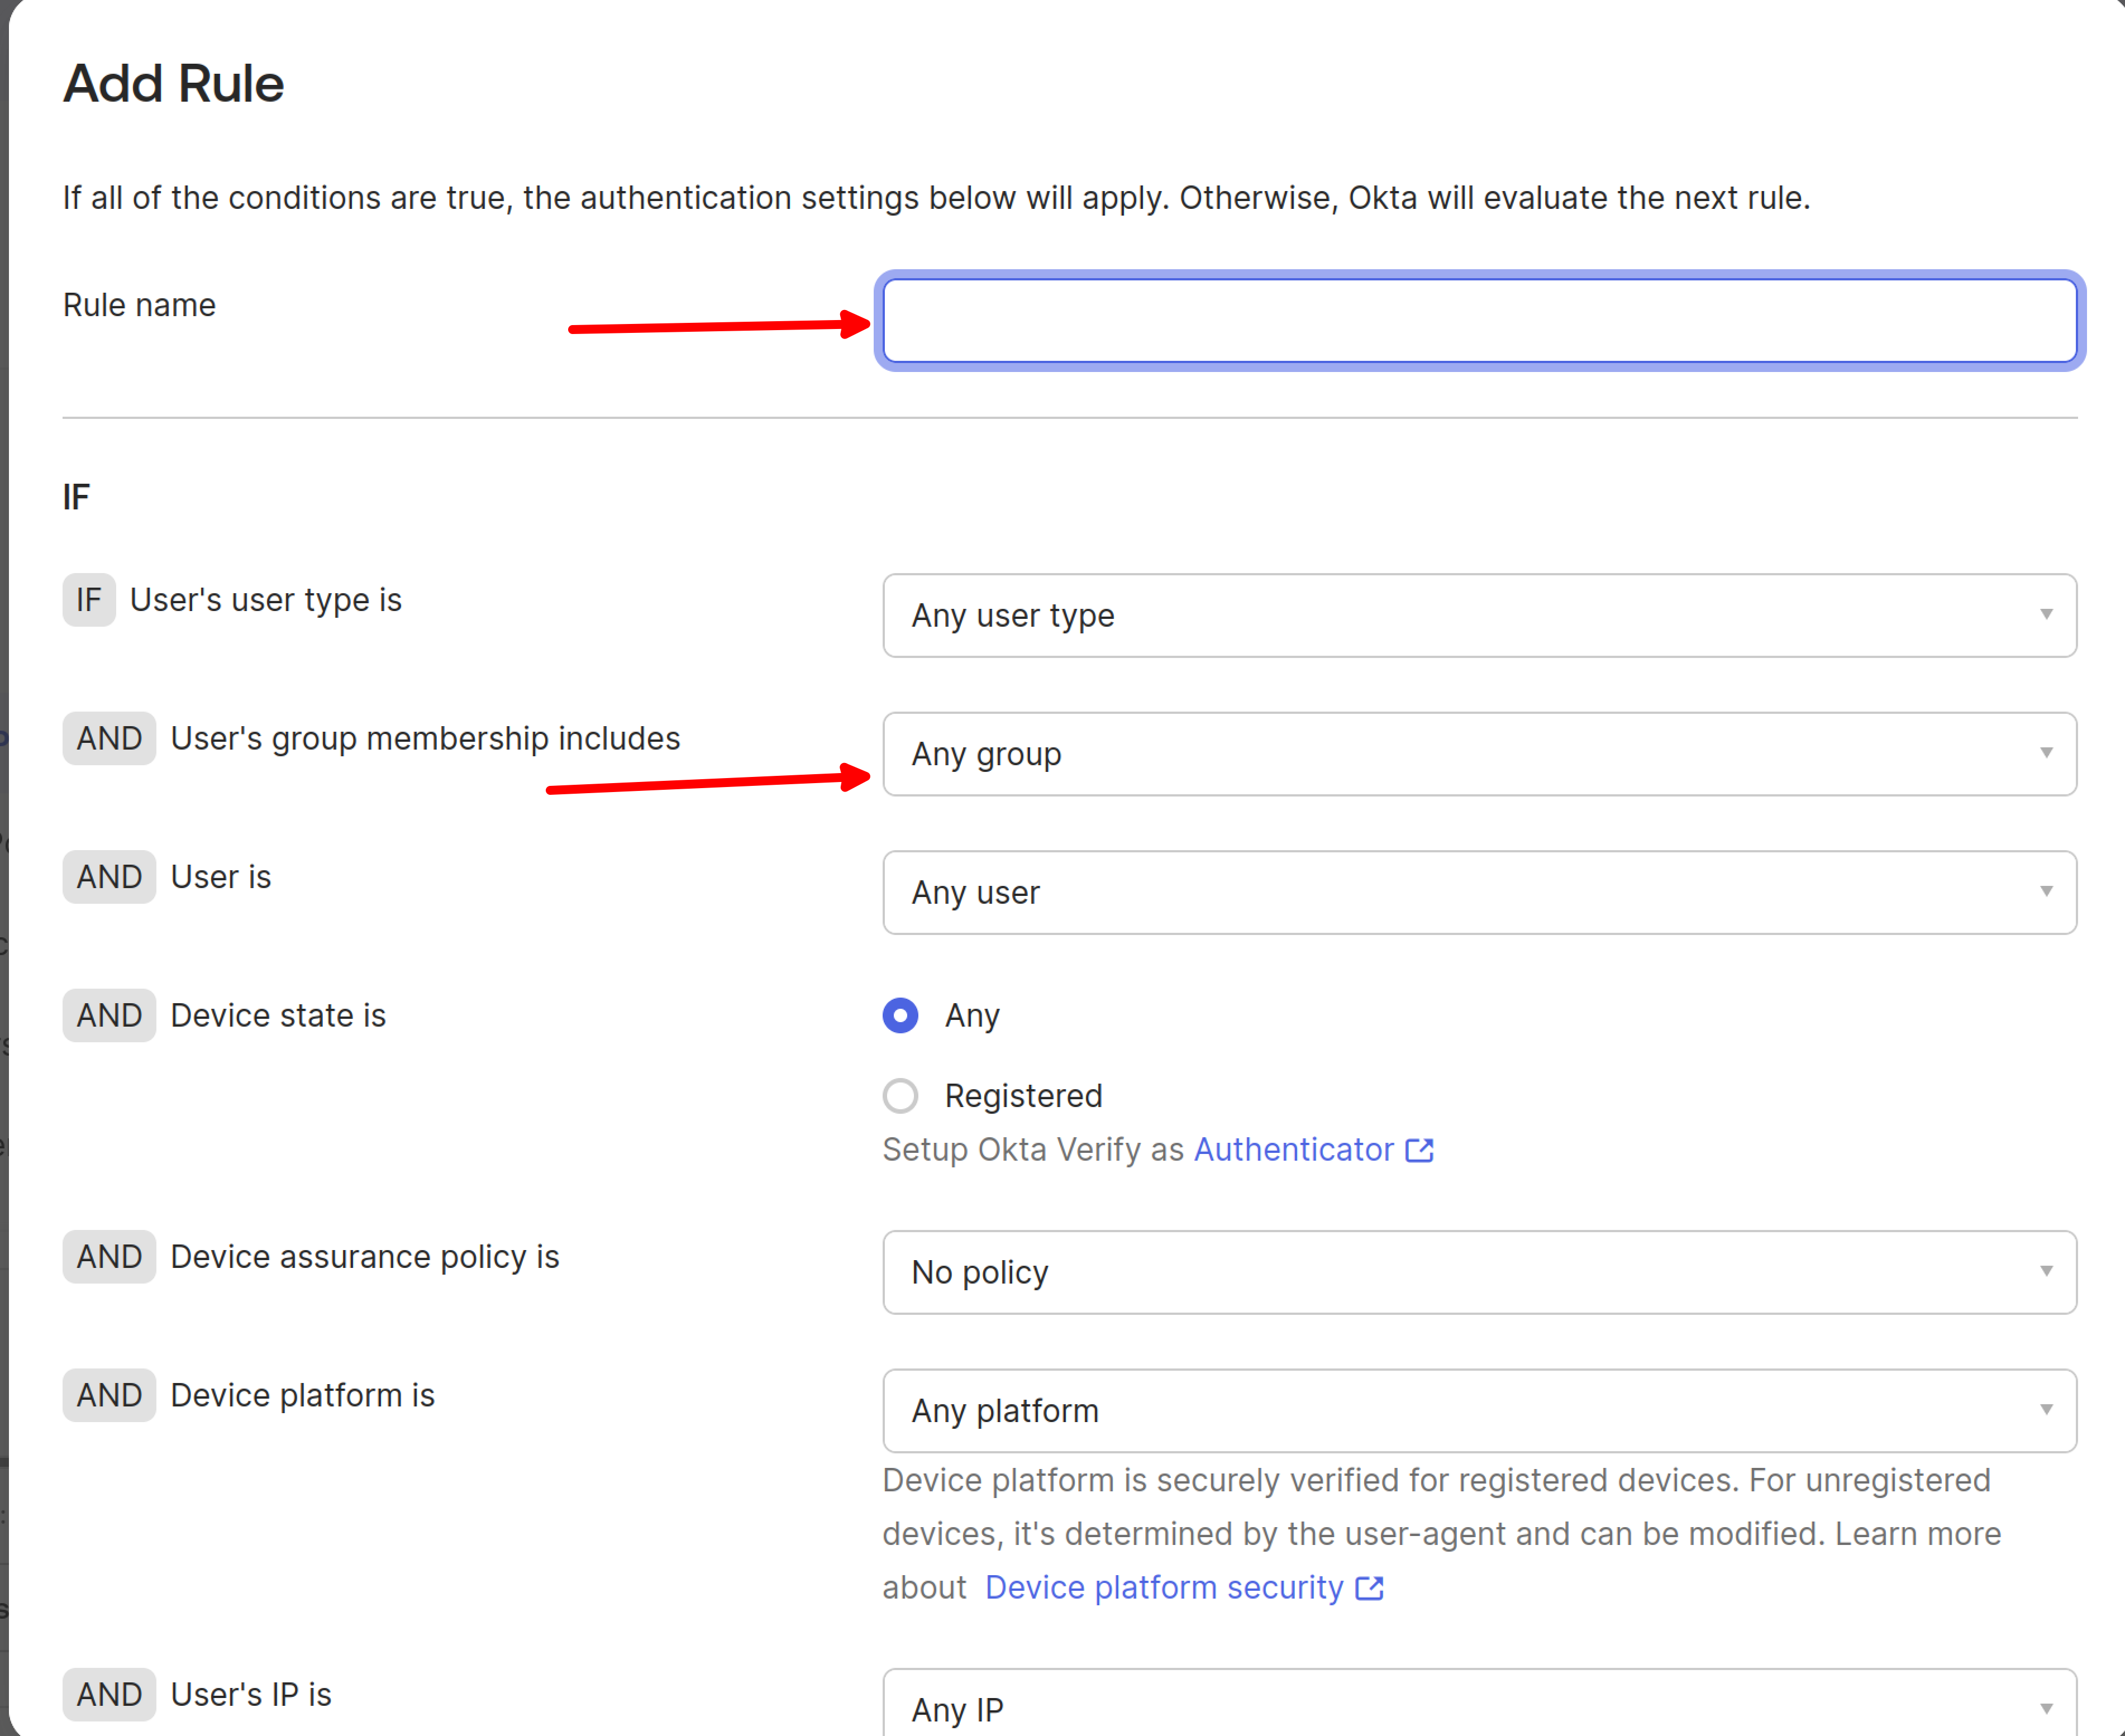 Add Rule
If all of the conditions are true, the authentication settings below will apply. Otherwise, Okta will evaluate the next rule.
Rule name
IF
IF User's user type is
Any user type
AND User's group membership includes
Any group
AND User is
Any user
AND Device state is
Any
Registered
Setup Okta Verify as Authenticator
AND Device assurance policy is
No policy
AND Device platform is
Any platform
Device platform is securely verified for registered devices. For unregistered
devices, it's determined by the user-agent and can be modified. Learn more
about Device platform security
AND User's IP is
Any IP